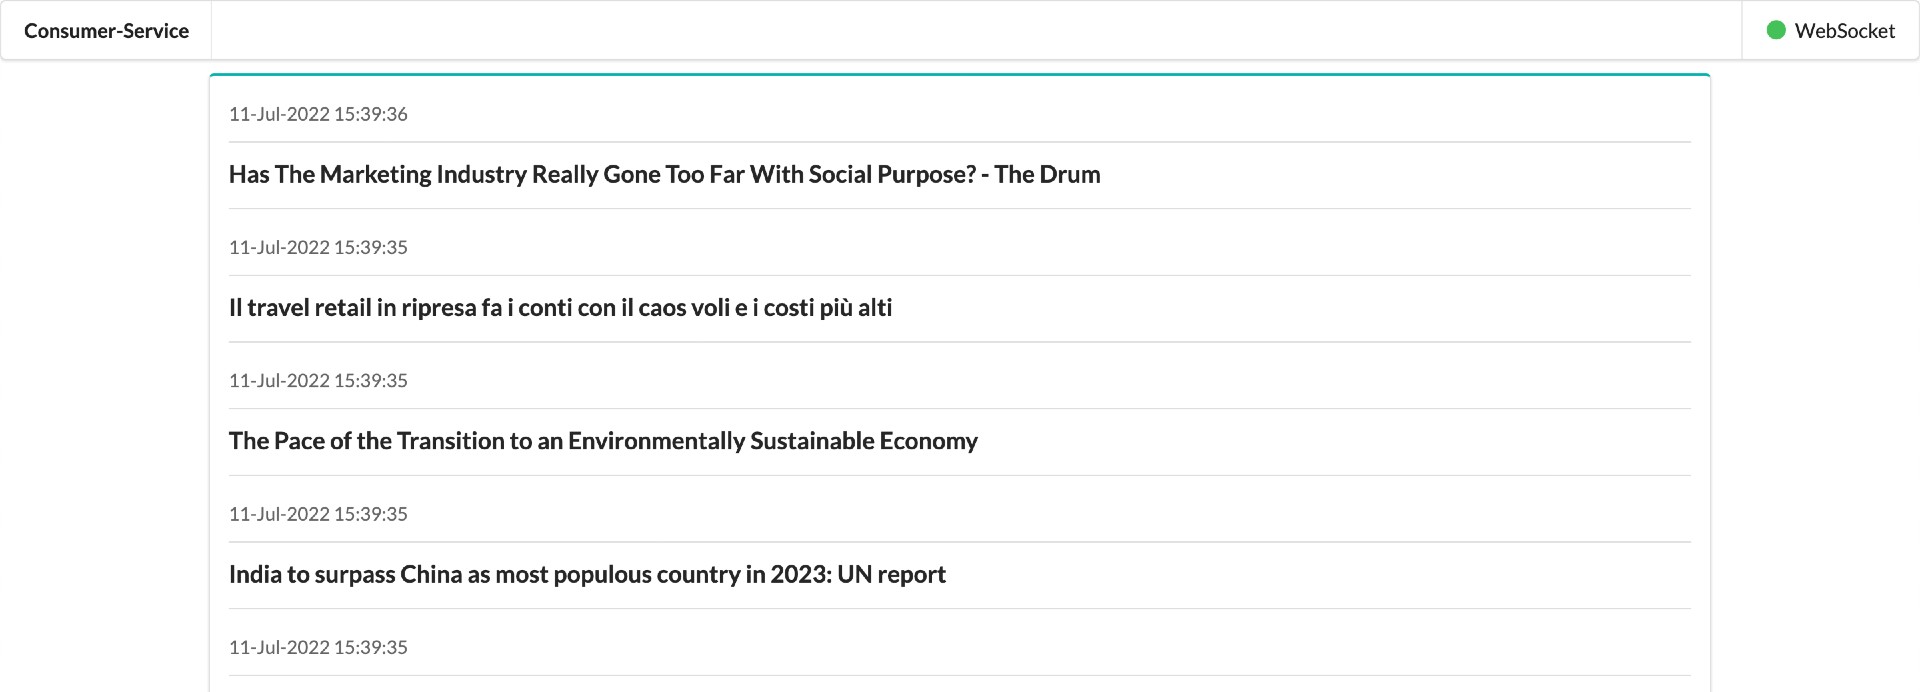 Consumer-Service
WebSocket
11-Jul-2022 15:39:36
Has The Marketing Industry Really Gone Too Far With Social Purpose? - The Drum
11-Jul-2022 15:39:35
Il travel retail in ripresa fa i conti con il caos voli e i costi più alti
11-Jul-2022 15:39:35
The Pace of the Transition to an Environmentally Sustainable Economy
11-Jul-2022 15:39:35
India to surpass China as most populous country in 2023: UN report
11-Jul-2022 15:39:35